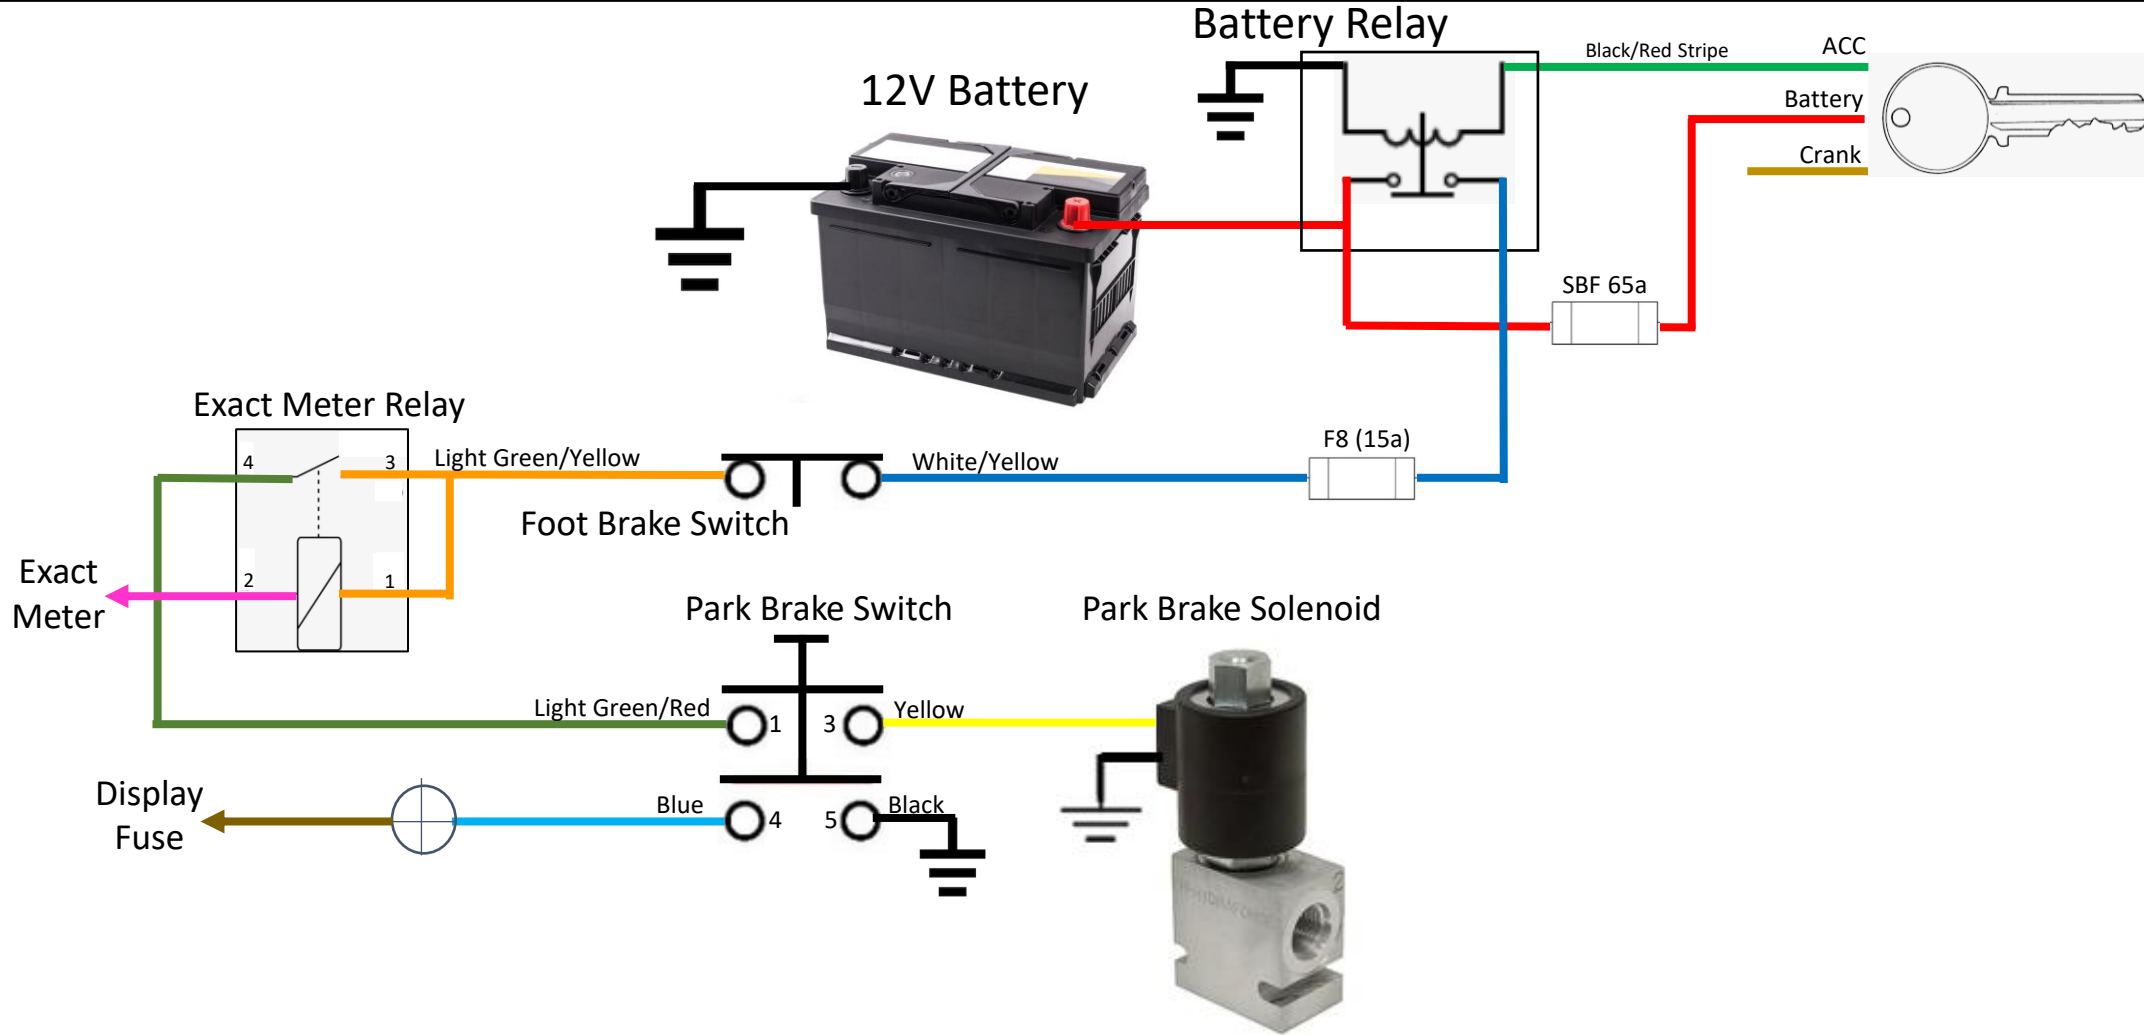 Battery Relay
Black/Red Stripe
ACC
12V Battery
Battery
Crank
SBF 65a
Exact Meter Relay
F8 (15a)
4
3
Light Green/Yellow
White/Yellow
Foot Brake Switch
Exact
Meter
2
1
Park Brake Switch
Park Brake Solenoid
Light Green/Red
1
3
Yellow
Display
Fuse
Blue
4
5
Black
2